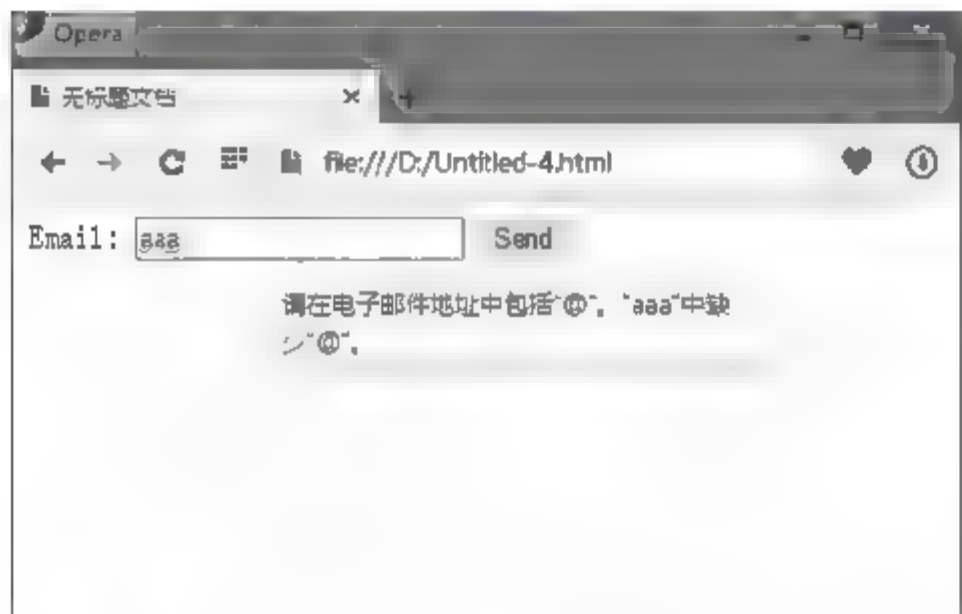 Opera
无标题文档
file:///D:/Untitled-4.html
Email: aaa Send
请在电子邮件地址中包括“@”。“aaa”中缺
少“@”。